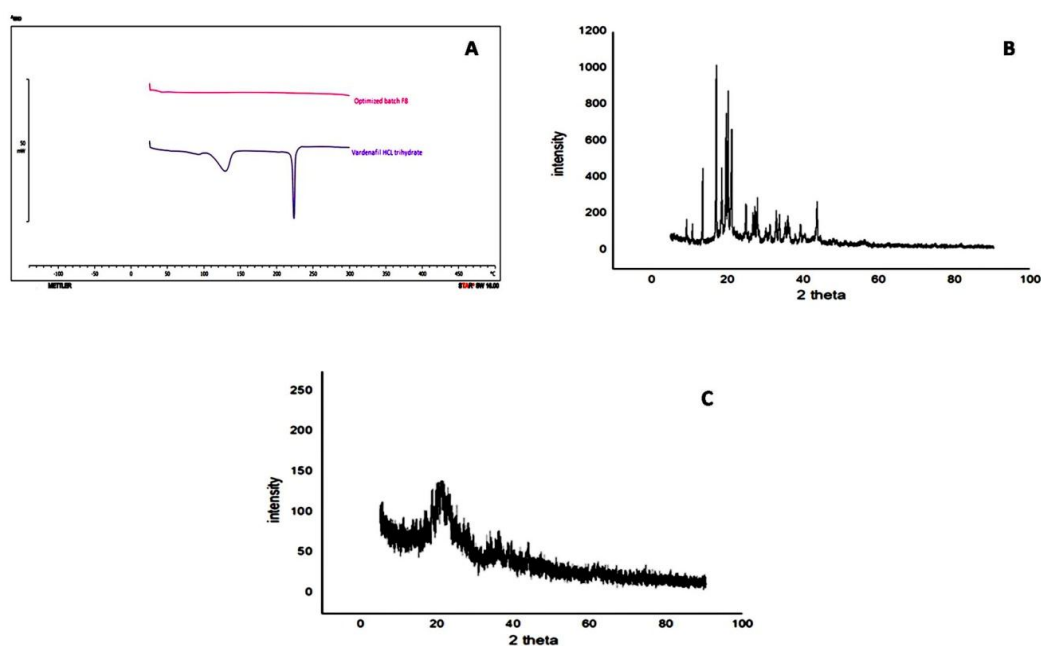 ^exo
A
Optimized batch F8
50
mW
Vardenafil HCL trihydrate
-100 -50 0 50 100 150 200 250 300 350 400 450 °C
METTLER
STARᵉ SW 16.00
B
1200
1000
800
600
400
200
0
intensity
0 20 40 60 80 100
2 theta
C
250
200
150
100
50
0
intensity
0 20 40 60 80 100
2 theta